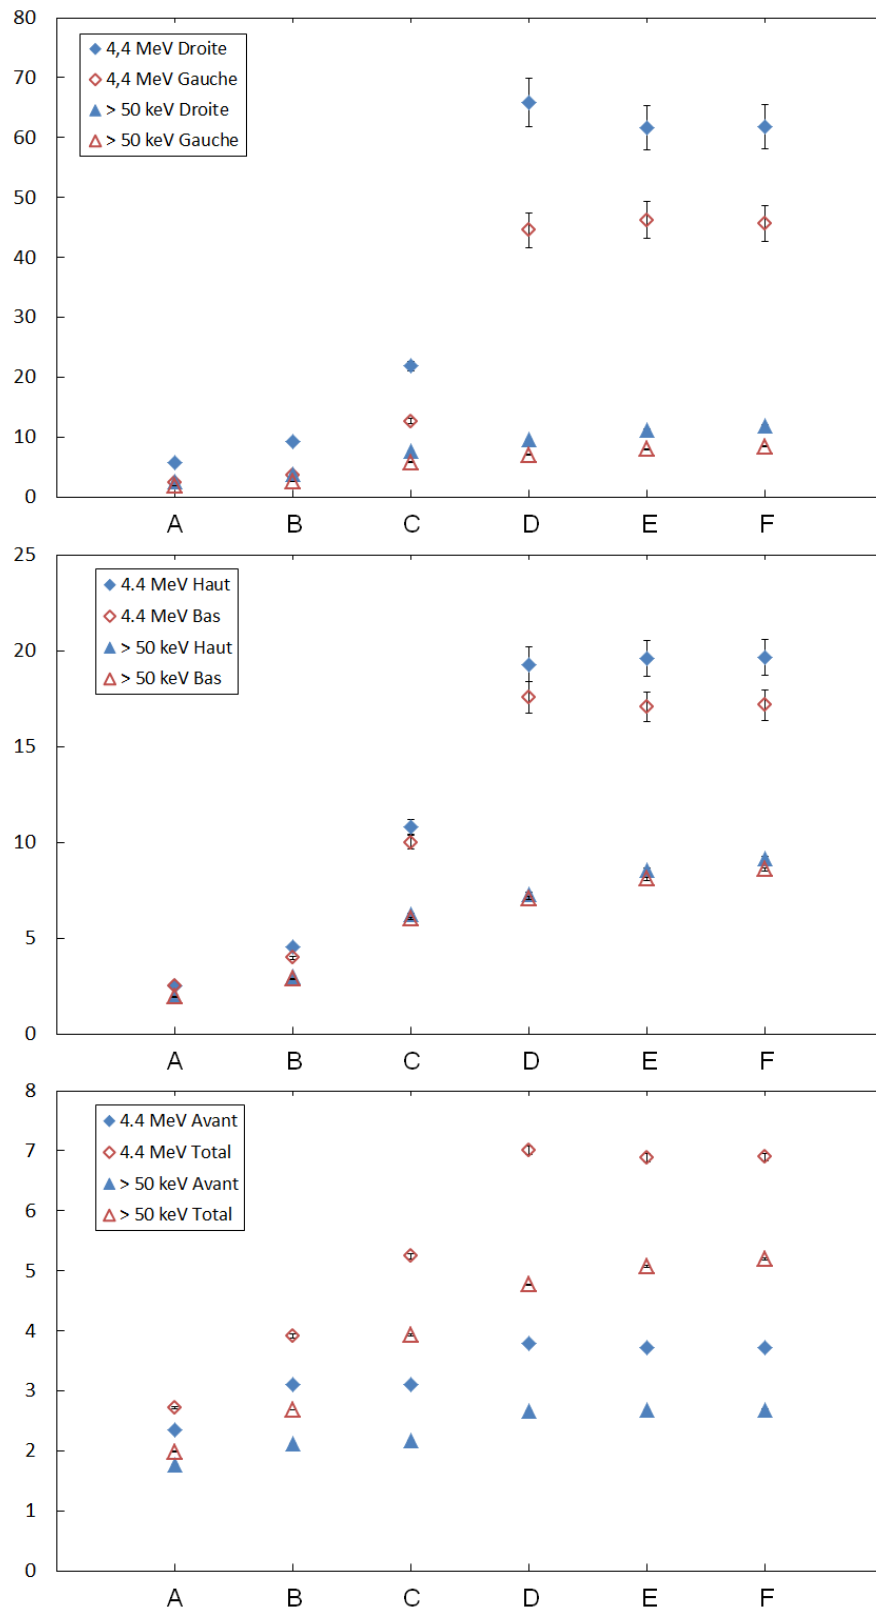 80
70
60
50
40
30
20
10
0
4,4 MeV Droite
4,4 MeV Gauche
> 50 keV Droite
> 50 keV Gauche
A B C D E F
25
20
15
10
5
0
4.4 MeV Haut
4.4 MeV Bas
> 50 keV Haut
> 50 keV Bas
A B C D E F
8
7
6
5
4
3
2
1
0
4.4 MeV Avant
4.4 MeV Total
> 50 keV Avant
> 50 keV Total
A B C D E F